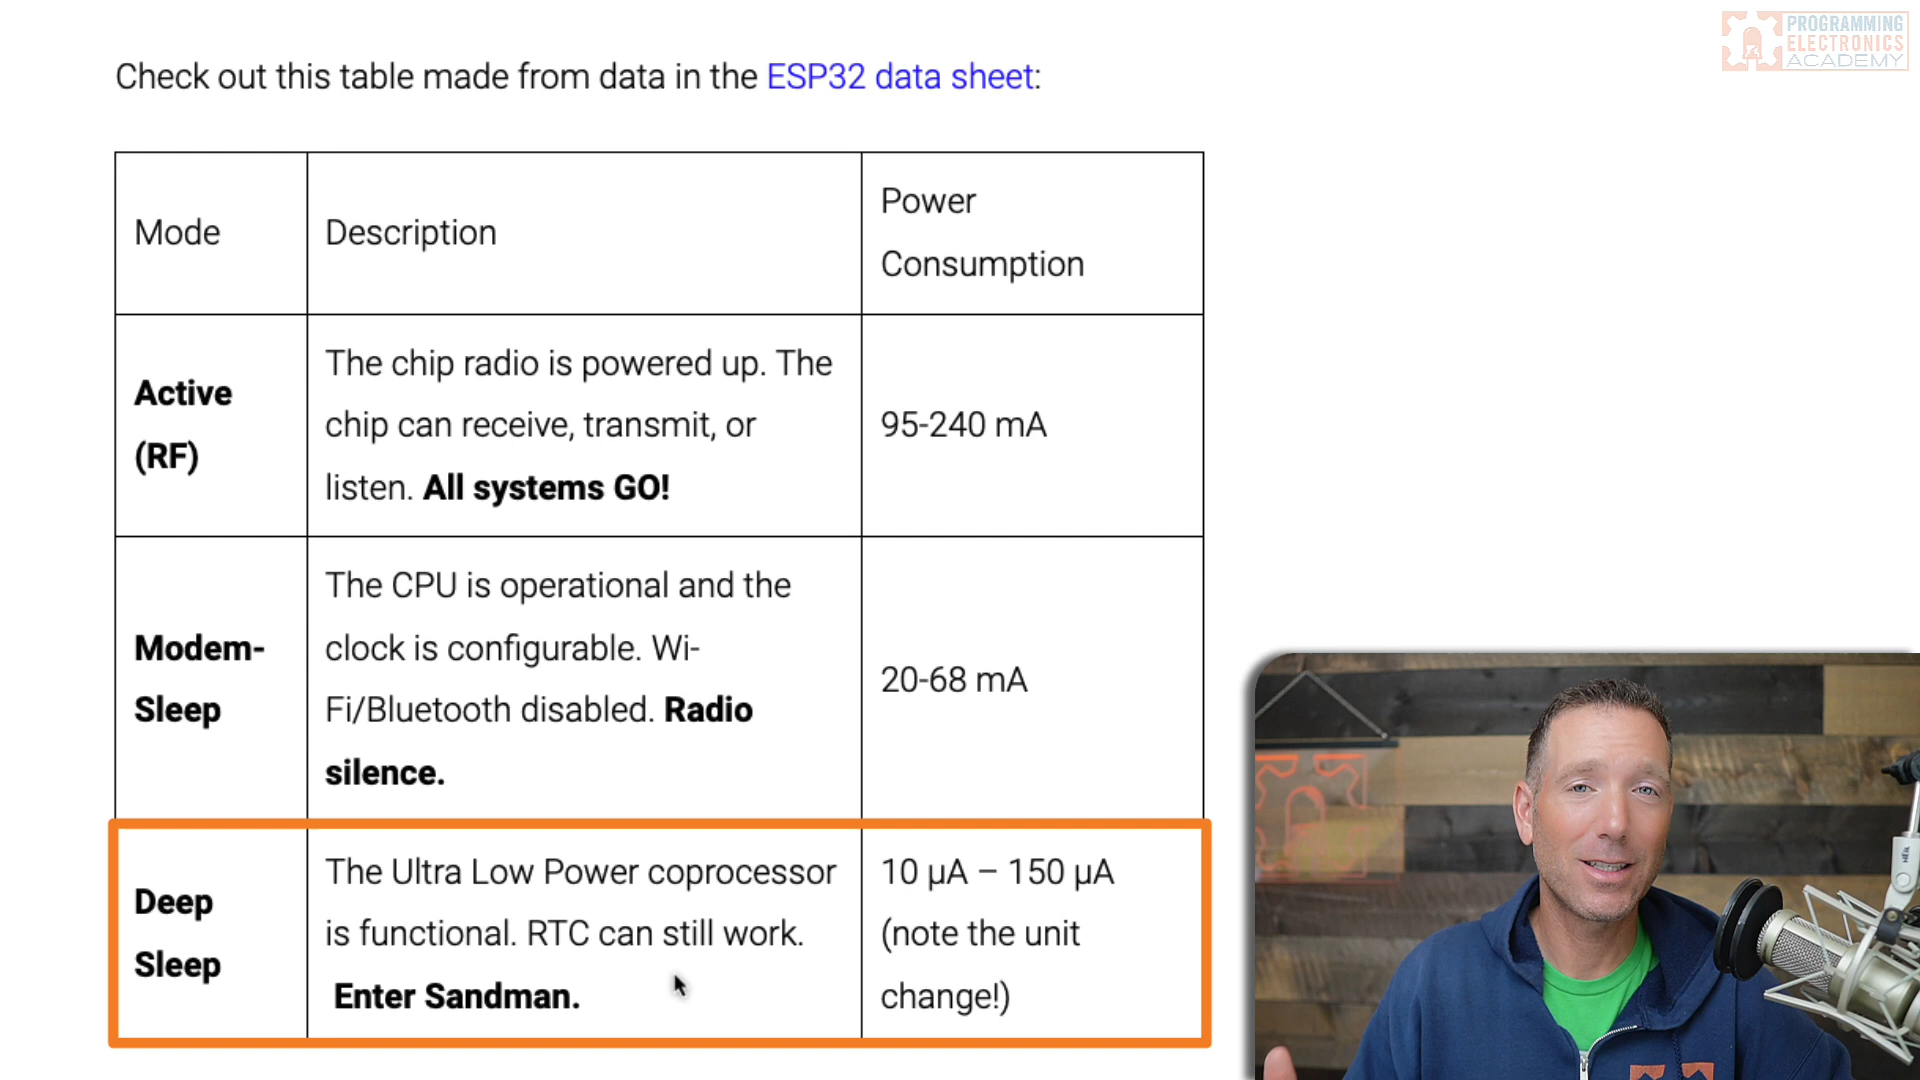 PROGRAMMING
ELECTRONICS
ACADEMY
Check out this table made from data in the ESP32 data sheet:
Mode
Description
Power
Consumption
Active
(RF)
The chip radio is powered up. The
chip can receive, transmit, or
listen. All systems GO!
95-240 mA
Modem-
Sleep
The CPU is operational and the
clock is configurable. Wi-
Fi/Bluetooth disabled. Radio
silence.
20-68 mA
Deep
Sleep
The Ultra Low Power coprocessor
is functional. RTC can still work.
Enter Sandman.
10 µA – 150 µA
(note the unit
change!)